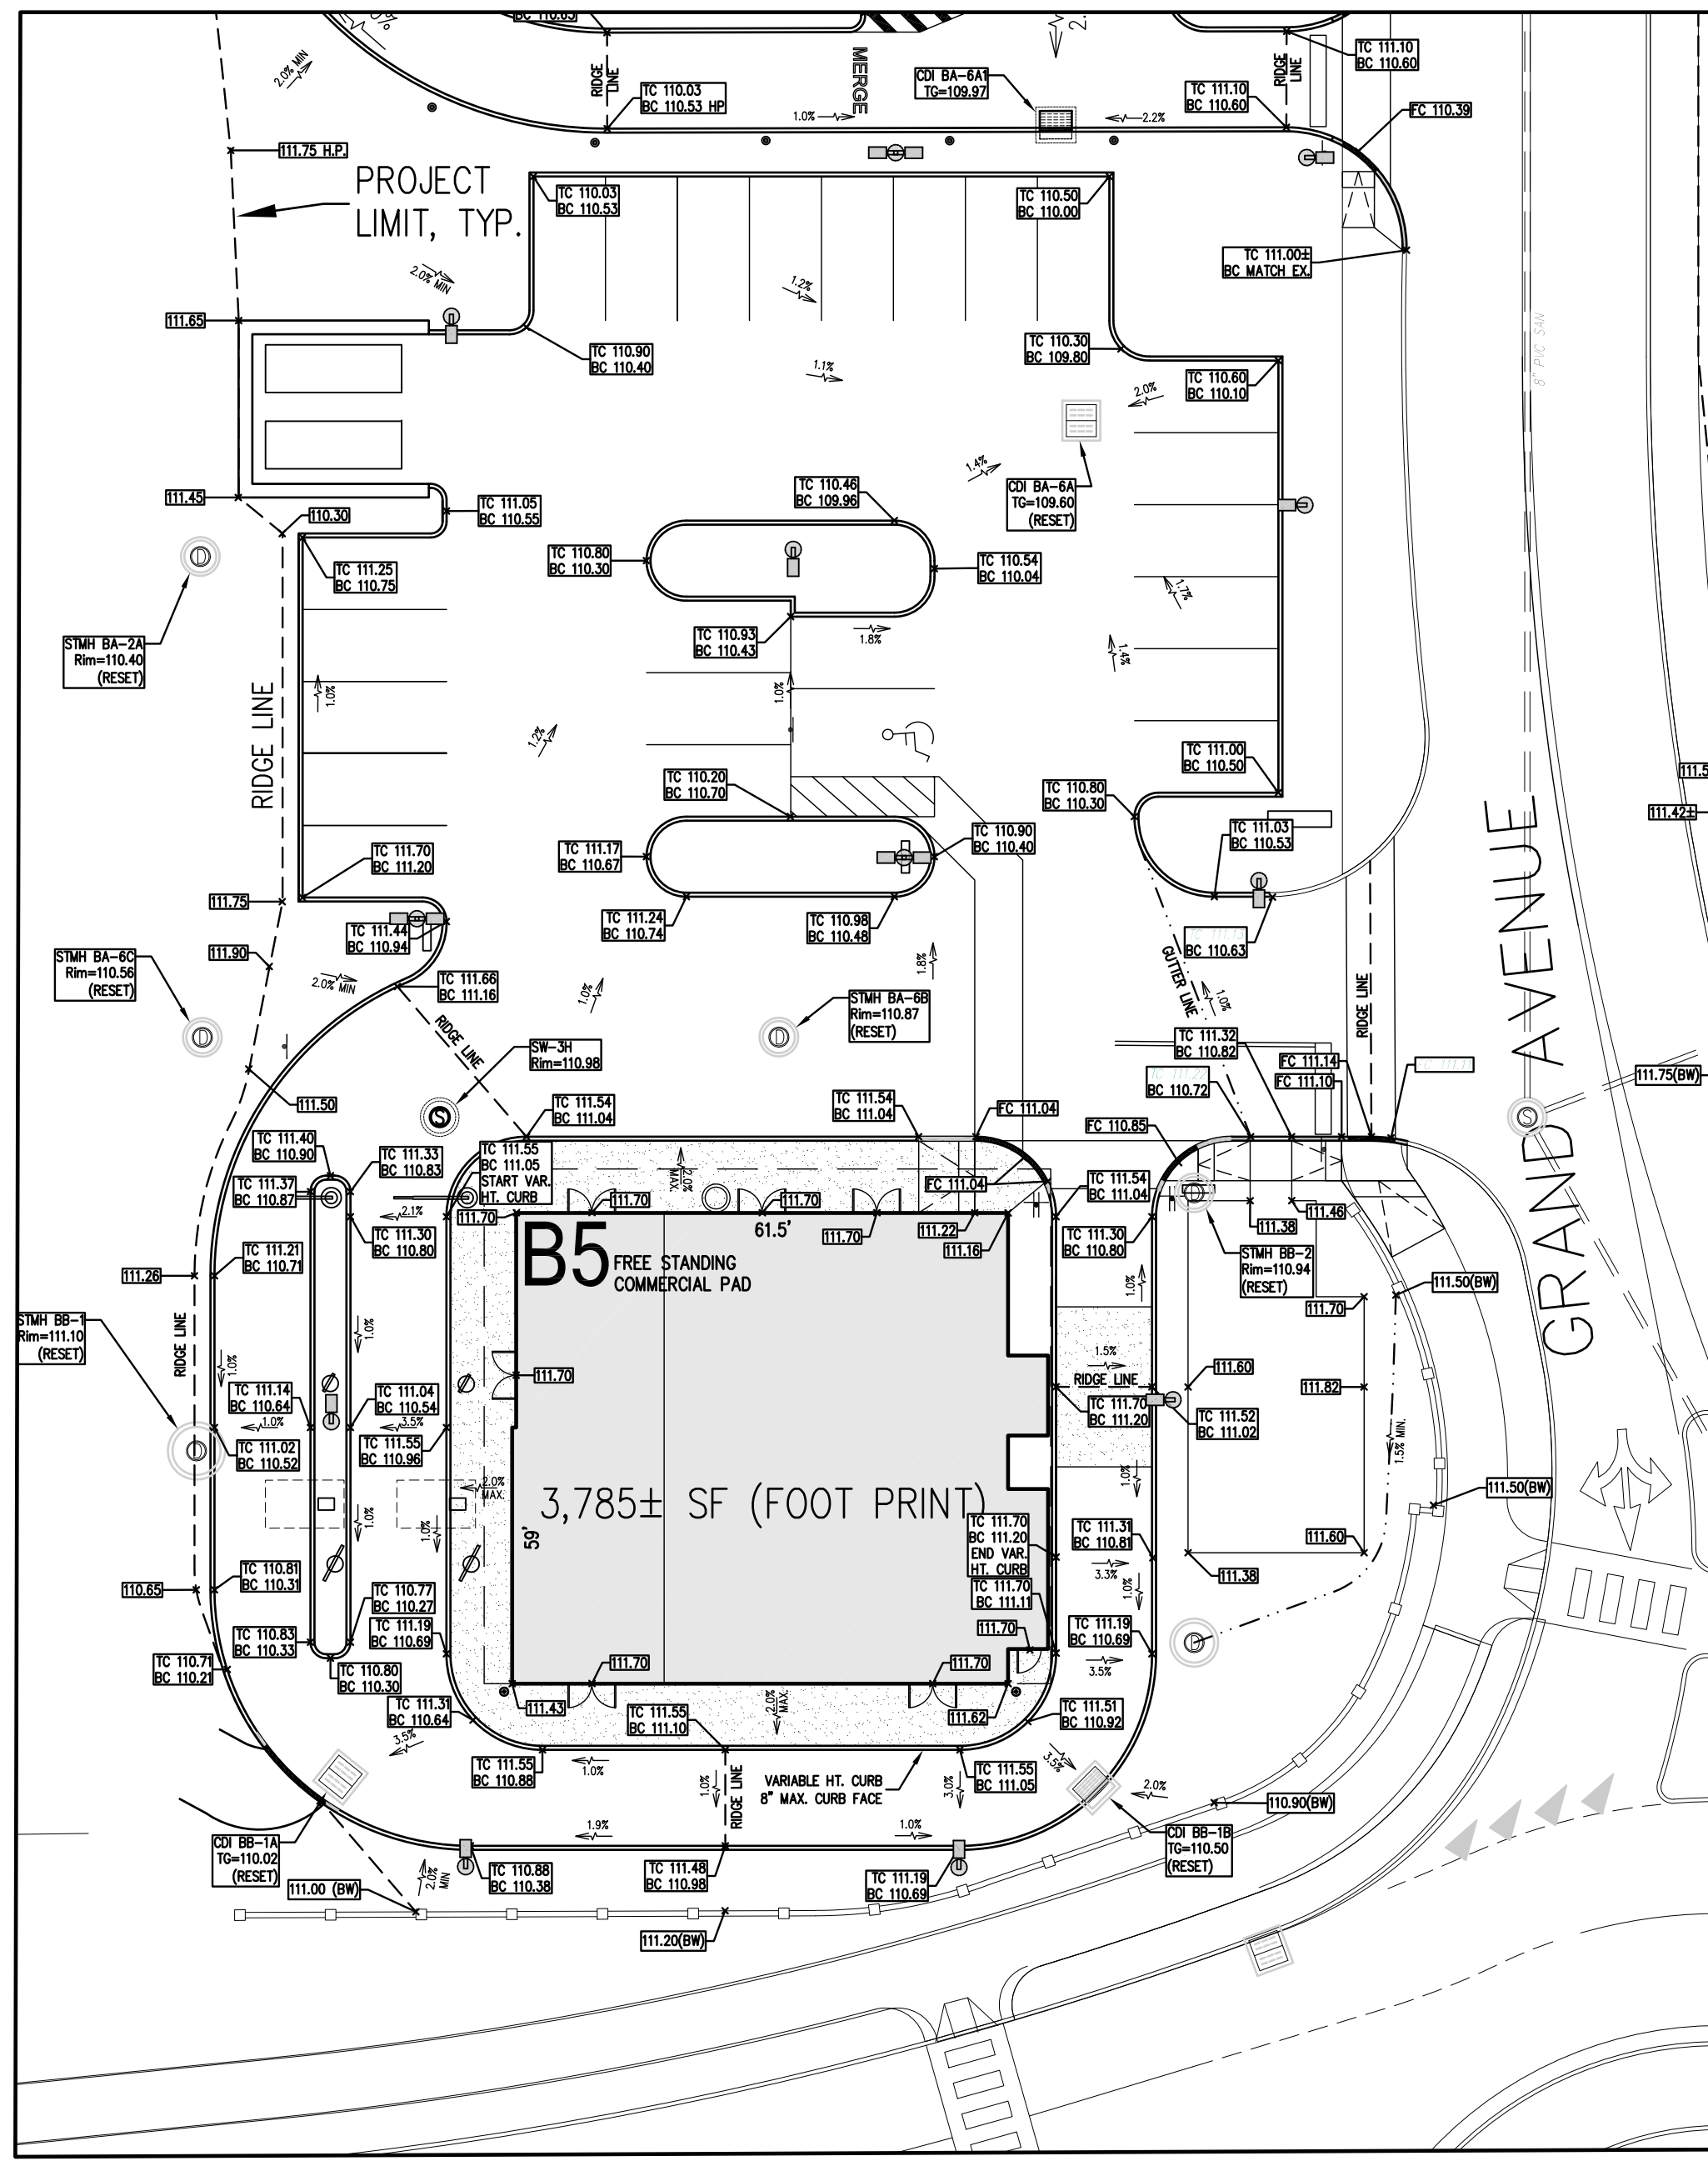 BC 110.03
MERGE
RIDGE
LINE
TC 110.03
BC 110.53 HP
CDI BA-6A1
TG=109.97
RIDGE
LINE
TC 111.10
BC 110.60
TC 111.10
BC 110.60
FC 110.39
2.0% MIN
1.0%
2.2%
111.75 H.P.
PROJECT
LIMIT, TYP.
TC 110.03
BC 110.53
TC 110.50
BC 110.00
TC 111.00±
BC MATCH EX.
2.0% MIN
1.2%
111.65
TC 110.90
BC 110.40
TC 110.30
BC 109.80
TC 110.60
BC 110.10
1.1%
2.0%
8" PVC SAN
1.4%
111.45
110.30
TC 111.05
BC 110.55
TC 110.46
BC 109.96
CDI BA-6A
TG=109.60
(RESET)
TC 110.80
BC 110.30
TC 110.54
BC 110.04
TC 111.25
BC 110.75
1.7%
STMH BA-2A
Rim=110.40
(RESET)
TC 110.93
BC 110.43
1.8%
1.4%
RIDGE LINE
1.0%
1.0%
1.2%
TC 110.20
BC 110.70
TC 111.00
BC 110.50
TC 110.80
BC 110.30
111.5
111.42±
TC 111.70
BC 111.20
TC 111.17
BC 110.67
TC 110.90
BC 110.40
TC 111.03
BC 110.53
111.75
TC 111.44
BC 110.94
TC 111.24
BC 110.74
TC 110.98
BC 110.48
BC 110.63
111.90
STMH BA-6C
Rim=110.56
(RESET)
2.0% MIN
TC 111.66
BC 111.16
1.8%
GUTTER LINE
1.0%
RIDGE LINE
GRAND AVENUE
1.0%
STMH BA-6B
Rim=110.87
(RESET)
RIDGE LINE
SW-3H
Rim=110.98
TC 111.32
BC 110.82
FC 111.14
FC 111.10
BC 110.72
111.75(BW)
111.50
TC 111.54
BC 111.04
TC 111.54
BC 111.04
FC 111.04
FC 110.85
TC 111.40
BC 110.90
TC 111.33
BC 110.83
TC 111.55
BC 111.05
START VAR.
HT. CURB
2.0%
MAX.
FC 111.04
TC 111.54
BC 111.04
TC 111.37
BC 110.87
2.1%
111.70
111.70
111.70
111.70
111.22
111.16
TC 111.30
BC 110.80
TC 111.30
BC 110.80
111.38
111.46
61.5'
B5
FREE STANDING
COMMERCIAL PAD
TC 111.21
BC 110.71
111.26
STMH BB-2
Rim=110.94
(RESET)
111.50(BW)
111.70
1.0%
STMH BB-1
Rim=111.10
(RESET)
RIDGE LINE
1.0%
1.0%
1.5%
RIDGE LINE
111.70
111.60
111.82
TC 111.14
BC 110.64
TC 111.04
BC 110.54
TC 111.70
BC 111.20
TC 111.52
BC 111.02
1.0%
3.5%
TC 111.02
BC 110.52
TC 111.55
BC 110.96
1.5% MIN.
2.0%
MAX.
3,785± SF (FOOT PRINT)
1.0%
111.50(BW)
59'
1.0%
1.0%
TC 111.70
BC 111.20
END VAR.
HT. CURB
TC 111.31
BC 110.81
111.60
3.3%
111.38
110.65
TC 110.81
BC 110.31
TC 110.77
BC 110.27
TC 111.70
BC 111.11
1.0%
TC 110.83
BC 110.33
TC 111.19
BC 110.69
111.70
TC 111.19
BC 110.69
TC 110.71
BC 110.21
TC 110.80
BC 110.30
111.70
111.70
3.5%
111.43
111.62
TC 111.31
BC 110.64
TC 111.55
BC 111.10
2.0%
MAX.
TC 111.51
BC 110.92
3.5%
TC 111.55
BC 110.88
1.0%
1.0%
RIDGE LINE
VARIABLE HT. CURB
8" MAX. CURB FACE
3.0%
TC 111.55
BC 111.05
3.5%
2.0%
110.90(BW)
CDI BB-1A
TG=110.02
(RESET)
1.9%
1.0%
CDI BB-1B
TG=110.50
(RESET)
111.00 (BW)
2.0%
MIN
TC 110.88
BC 110.38
TC 111.48
BC 110.98
TC 111.19
BC 110.69
111.20(BW)